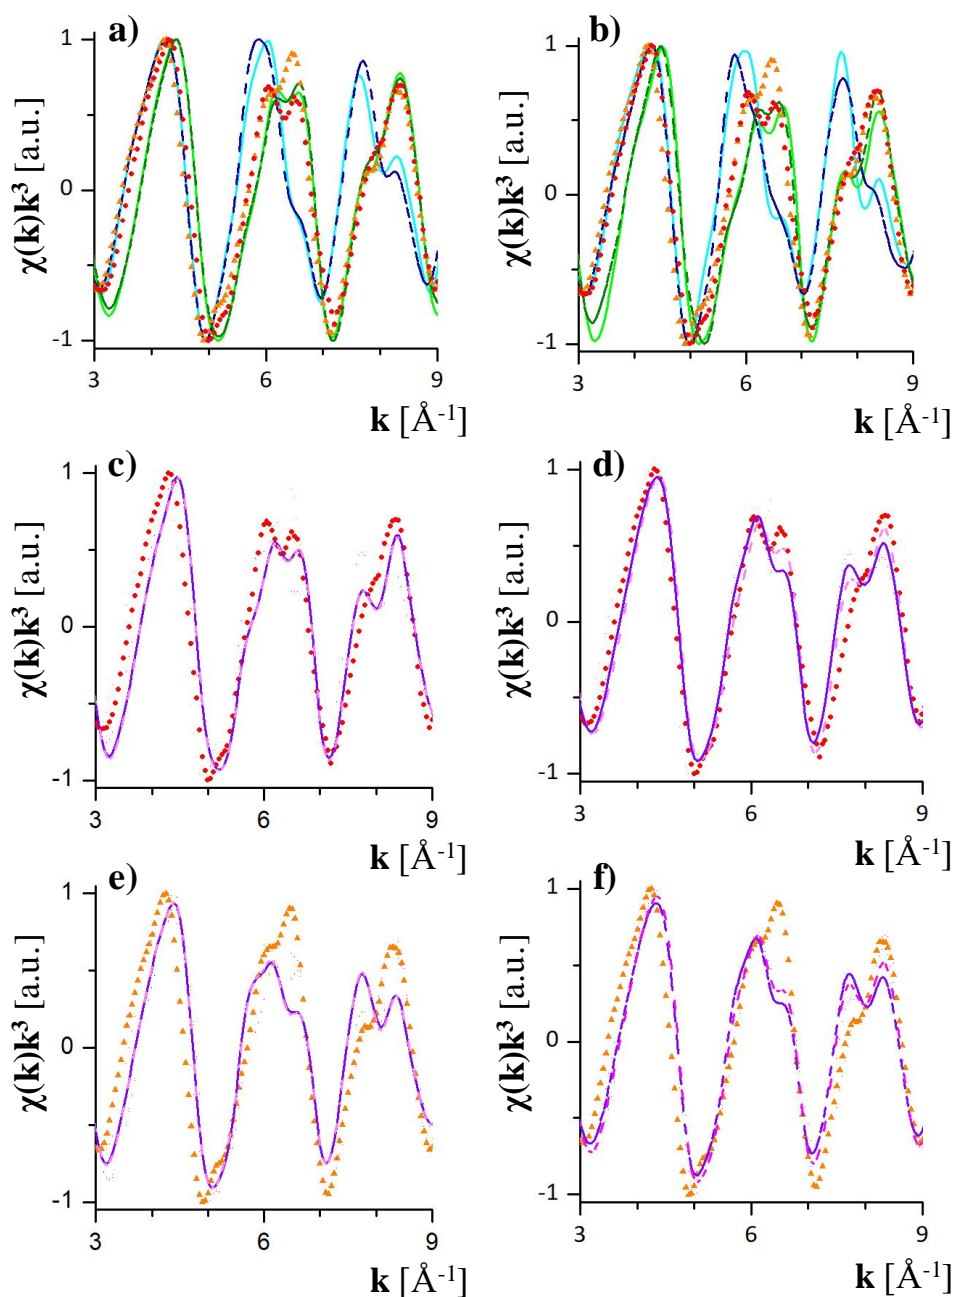 a)
χ(k)k³ [a.u.]
1
0
-1
3
6
9
k [Å⁻¹]
b)
χ(k)k³ [a.u.]
1
0
-1
3
6
9
k [Å⁻¹]
c)
χ(k)k³ [a.u.]
1
0
-1
3
6
9
k [Å⁻¹]
d)
χ(k)k³ [a.u.]
1
0
-1
3
6
9
k [Å⁻¹]
e)
χ(k)k³ [a.u.]
1
0
-1
3
6
9
k [Å⁻¹]
f)
χ(k)k³ [a.u.]
1
0
-1
3
6
9
k [Å⁻¹]